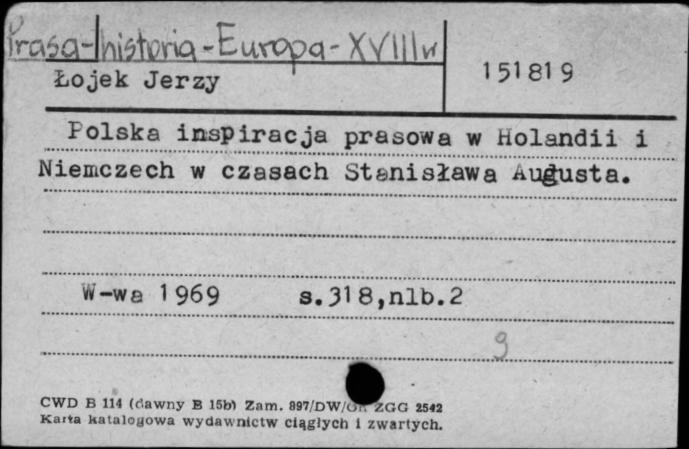 Prasa-historia-Europa-XVIIIw
Łojek Jerzy
151819
Polska inspiracja prasowa w Holandii i
Niemczech w czasach Stanisława Augusta.
W-wa 1969 s.318,nlb.2
9
CWD B 114 (dawny B 15b) Zam. 897/DW/ ZGG 2542
Karta katalogowa wydawnictw ciągłych i zwartych.